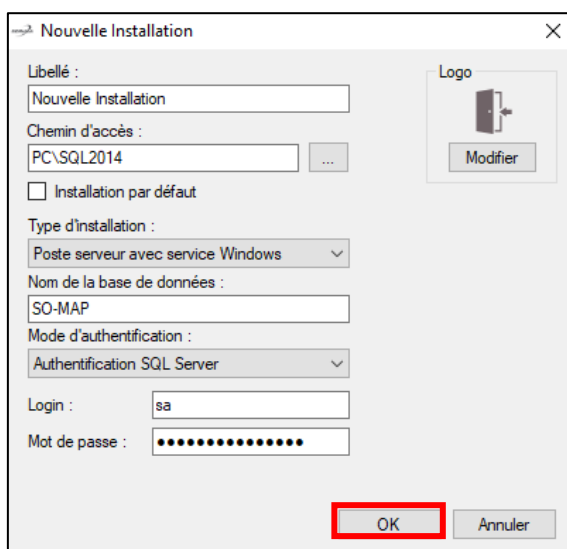 Nouvelle Installation
Libellé :
Logo
Nouvelle Installation
Chemin d'accès :
PC\SQL2014
...
Modifier
Installation par défaut
Type d'installation :
Poste serveur avec service Windows
Nom de la base de données :
SO-MAP
Mode d'authentification :
Authentification SQL Server
Login :
sa
Mot de passe :
●●●●●●●●●●●●●●●
OK
Annuler